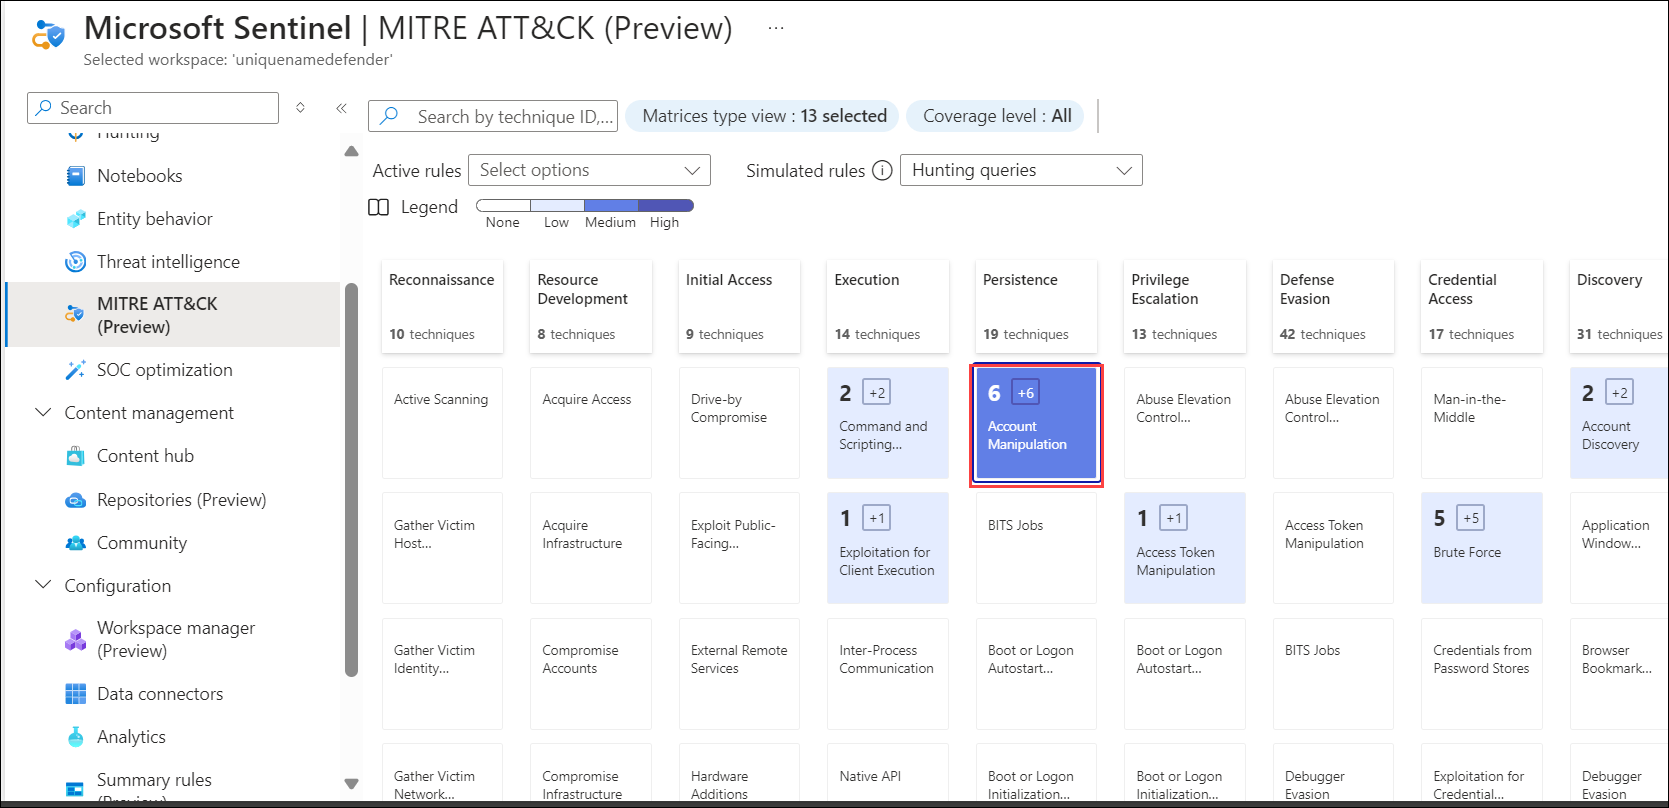 Microsoft Sentinel | MITRE ATT&CK (Preview) ...
Selected workspace: 'uniquenamedefender'
Search
Hunting
Notebooks
Entity behavior
Threat intelligence
MITRE ATT&CK
(Preview)
SOC optimization
Content management
Content hub
Repositories (Preview)
Community
Configuration
Workspace manager
(Preview)
Data connectors
Analytics
Summary rules
(Preview)
Search by technique ID,...
Matrices type view : 13 selected
Coverage level : All
Active rules
Select options
Simulated rules
Hunting queries
Legend
None Low Medium High
Reconnaissance
10 techniques
Resource
Development
8 techniques
Initial Access
9 techniques
Execution
14 techniques
Persistence
19 techniques
Privilege
Escalation
13 techniques
Defense
Evasion
42 techniques
Credential
Access
17 techniques
Discovery
31 techniques
Active Scanning
Acquire Access
Drive-by
Compromise
2 +2
Command and
Scripting...
6 +6
Account
Manipulation
Abuse Elevation
Control...
Abuse Elevation
Control...
Man-in-the-
Middle
2 +2
Account
Discovery
Gather Victim
Host...
Acquire
Infrastructure
Exploit Public-
Facing...
1 +1
Exploitation for
Client Execution
BITS Jobs
1 +1
Access Token
Manipulation
Access Token
Manipulation
5 +5
Brute Force
Application
Window...
Gather Victim
Identity...
Compromise
Accounts
External Remote
Services
Inter-Process
Communication
Boot or Logon
Autostart...
Boot or Logon
Autostart...
BITS Jobs
Credentials from
Password Stores
Browser
Bookmark...
Gather Victim
Network...
Compromise
Infrastructure
Hardware
Additions
Native API
Boot or Logon
Initialization...
Boot or Logon
Initialization...
Debugger
Evasion
Exploitation for
Credential...
Debugger
Evasion